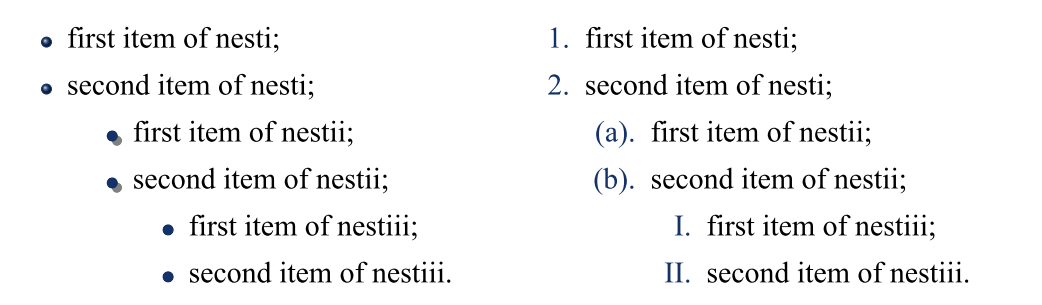 • first item of nesti;
• second item of nesti;
• first item of nestii;
• second item of nestii;
• first item of nestiii;
• second item of nestiii.
1. first item of nesti;
2. second item of nesti;
(a). first item of nestii;
(b). second item of nestii;
I. first item of nestiii;
II. second item of nestiii.